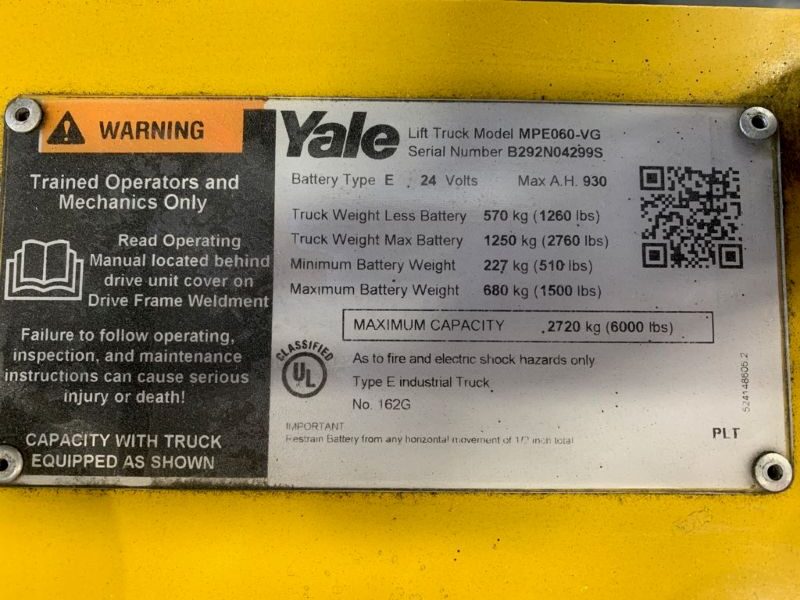 WARNING
Trained Operators and
Mechanics Only
Read Operating
Manual located behind
drive unit cover on
Drive Frame Weldment
Failure to follow operating,
inspection, and maintenance
instructions can cause serious
injury or death!
CAPACITY WITH TRUCK
EQUIPPED AS SHOWN
Yale
Lift Truck Model MPE060-VG
Serial Number B292N04299S
Battery Type E 24 Volts Max A.H. 930
Truck Weight Less Battery 570 kg (1260 lbs)
Truck Weight Max Battery 1250 kg (2760 lbs)
Minimum Battery Weight 227 kg (510 lbs)
Maximum Battery Weight 680 kg (1500 lbs)
MAXIMUM CAPACITY 2720 kg (6000 lbs)
CLASSIFIED
UL
As to fire and electric shock hazards only
Type E industrial Truck
No. 162G
IMPORTANT
Restrain Battery from any horizontal movement of 1/2 inch total
524148605.2
PLT